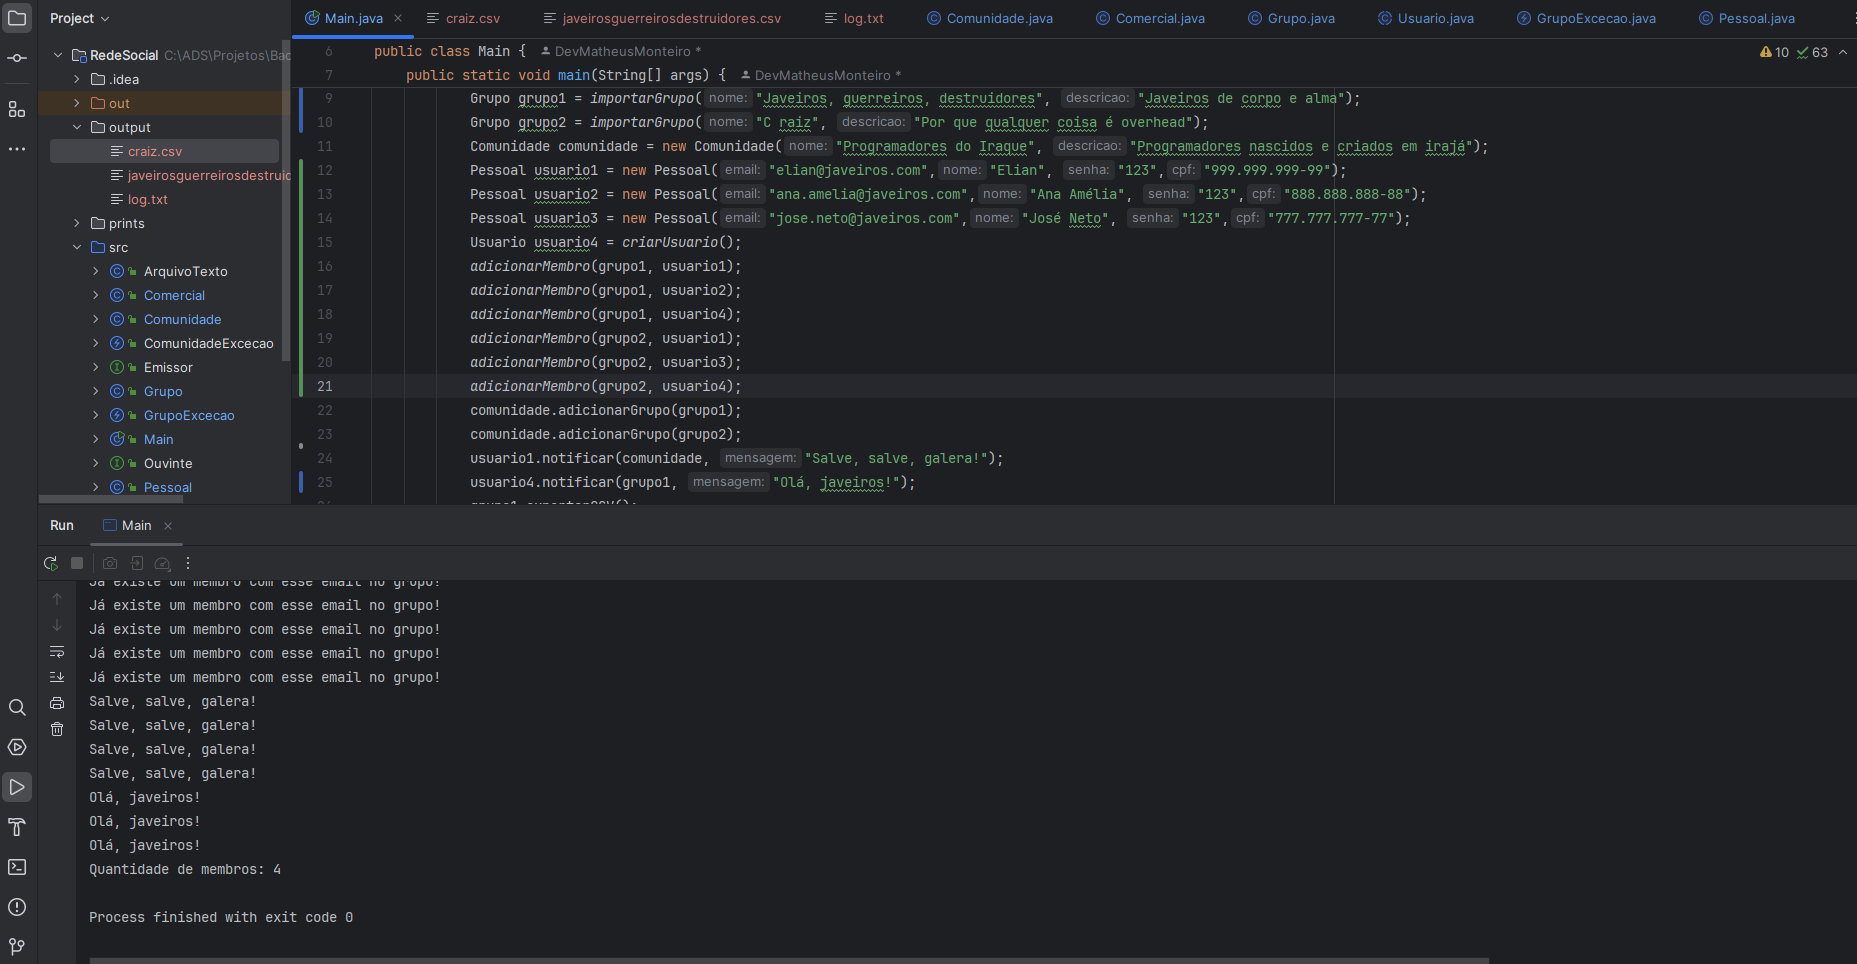 Project
Main.java
craiz.csv
javeirosguerreirosdestruidores.csv
log.txt
Comunidade.java
Comercial.java
Grupo.java
Usuario.java
GrupoExcecao.java
Pessoal.java
RedeSocial C:\ADS\Projetos\Bac
.idea
out
output
craiz.csv
javeirosguerreirosdestruid
log.txt
prints
src
ArquivoTexto
Comercial
Comunidade
ComunidadeExcecao
Emissor
Grupo
GrupoExcecao
Main
Ouvinte
Pessoal
10 63
6 public class Main { DevMatheusMonteiro *
7 public static void main(String[] args) { DevMatheusMonteiro *
9 Grupo grupo1 = importarGrupo( nome: "Javeiros, guerreiros, destruidores", descricao: "Javeiros de corpo e alma");
10 Grupo grupo2 = importarGrupo( nome: "C raiz", descricao: "Por que qualquer coisa é overhead");
11 Comunidade comunidade = new Comunidade( nome: "Programadores do Iraque", descricao: "Programadores nascidos e criados em irajá");
12 Pessoal usuario1 = new Pessoal( email: "elian@javeiros.com", nome: "Elian", senha: "123", cpf: "999.999.999-99");
13 Pessoal usuario2 = new Pessoal( email: "ana.amelia@javeiros.com", nome: "Ana Amélia", senha: "123", cpf: "888.888.888-88");
14 Pessoal usuario3 = new Pessoal( email: "jose.neto@javeiros.com", nome: "José Neto", senha: "123", cpf: "777.777.777-77");
15 Usuario usuario4 = criarUsuario();
16 adicionarMembro(grupo1, usuario1);
17 adicionarMembro(grupo1, usuario2);
18 adicionarMembro(grupo1, usuario4);
19 adicionarMembro(grupo2, usuario1);
20 adicionarMembro(grupo2, usuario3);
21 adicionarMembro(grupo2, usuario4);
22 comunidade.adicionarGrupo(grupo1);
23 comunidade.adicionarGrupo(grupo2);
24 usuario1.notificar(comunidade, mensagem: "Salve, salve, galera!");
25 usuario4.notificar(grupo1, mensagem: "Olá, javeiros!");
Run Main
Já existe um membro com esse email no grupo!
Já existe um membro com esse email no grupo!
Já existe um membro com esse email no grupo!
Já existe um membro com esse email no grupo!
Já existe um membro com esse email no grupo!
Salve, salve, galera!
Salve, salve, galera!
Salve, salve, galera!
Salve, salve, galera!
Olá, javeiros!
Olá, javeiros!
Olá, javeiros!
Quantidade de membros: 4
Process finished with exit code 0